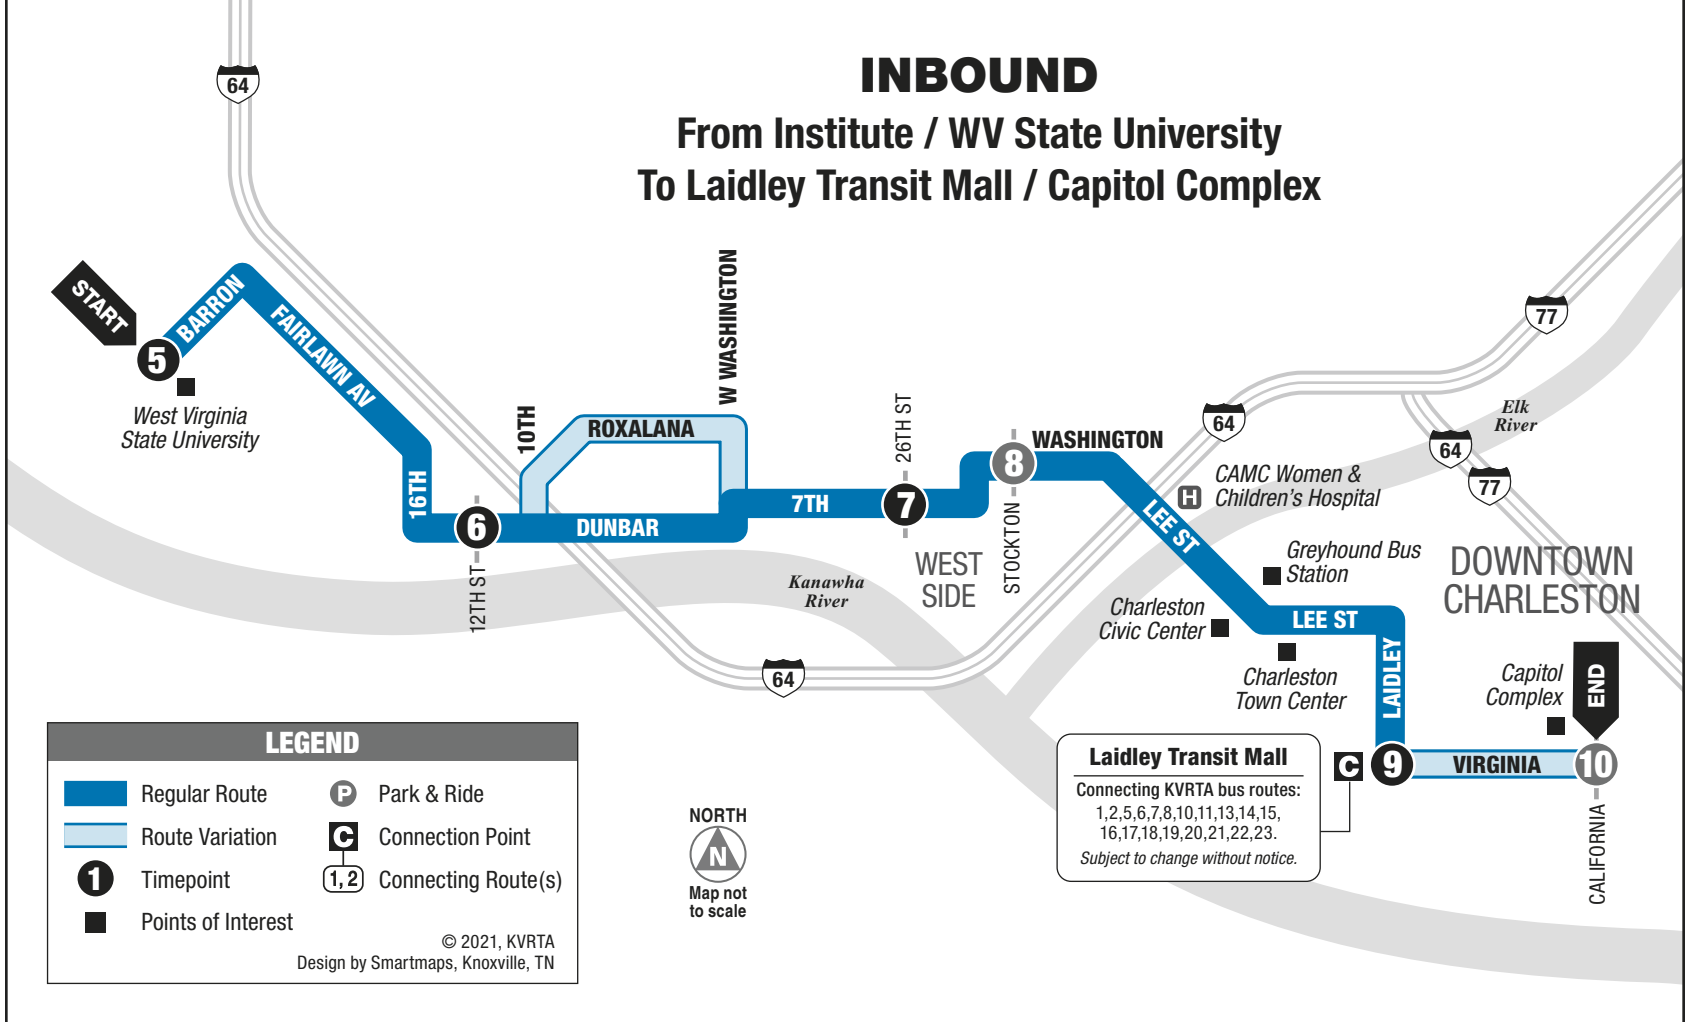 INBOUND
From Institute / WV State University
To Laidley Transit Mall / Capitol Complex
64
START
5
BARRON
FAIRLAWN AV
West Virginia
State University
16TH
6
12TH ST
10TH
ROXALANA
W WASHINGTON
DUNBAR
7TH
26TH ST
7
WEST
SIDE
Kanawha
River
64
8
STOCKTON
WASHINGTON
64
77
Elk
River
64
77
H
CAMC Women &
Children's Hospital
LEE ST
Greyhound Bus
Station
Charleston
Civic Center
LEE ST
Charleston
Town Center
LAIDLEY
DOWNTOWN
CHARLESTON
Capitol
Complex
END
C
9
VIRGINIA
10
CALIFORNIA
Laidley Transit Mall
Connecting KVRTA bus routes:
1,2,5,6,7,8,10,11,13,14,15,
16,17,18,19,20,21,22,23.
Subject to change without notice.
NORTH
N
Map not
to scale
LEGEND
Regular Route
P
Park & Ride
Route Variation
C
Connection Point
1
Timepoint
1, 2
Connecting Route(s)
Points of Interest
© 2021, KVRTA
Design by Smartmaps, Knoxville, TN